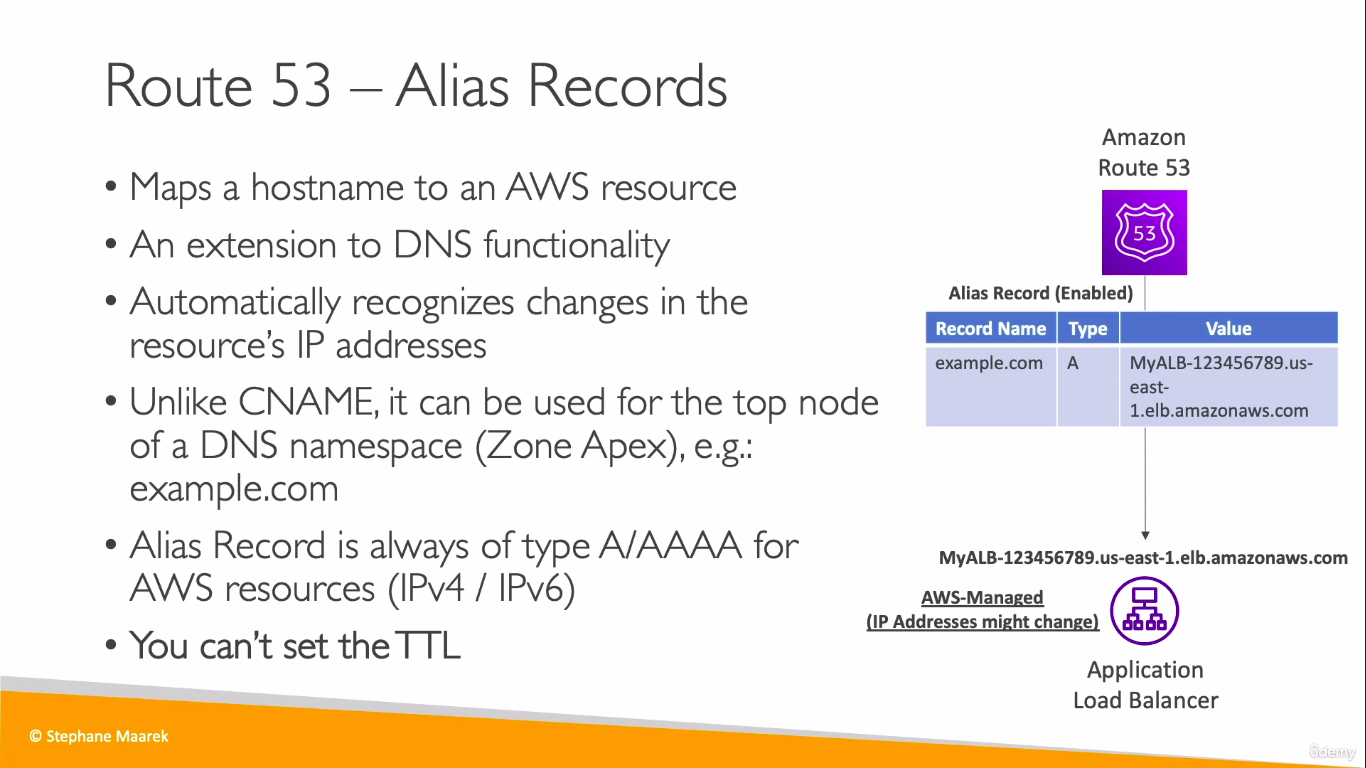 Route 53 – Alias Records
• Maps a hostname to an AWS resource
• An extension to DNS functionality
• Automatically recognizes changes in the
resource's IP addresses
• Unlike CNAME, it can be used for the top node
of a DNS namespace (Zone Apex), e.g.:
example.com
• Alias Record is always of type A/AAAA for
AWS resources (IPv4 / IPv6)
• You can't set the TTL
Amazon
Route 53
53
Alias Record (Enabled)
Record Name Type Value
example.com A MyALB-123456789.us-
east-
1.elb.amazonaws.com
MyALB-123456789.us-east-1.elb.amazonaws.com
AWS-Managed
(IP Addresses might change)
Application
Load Balancer
© Stephane Maarek
ûdemy